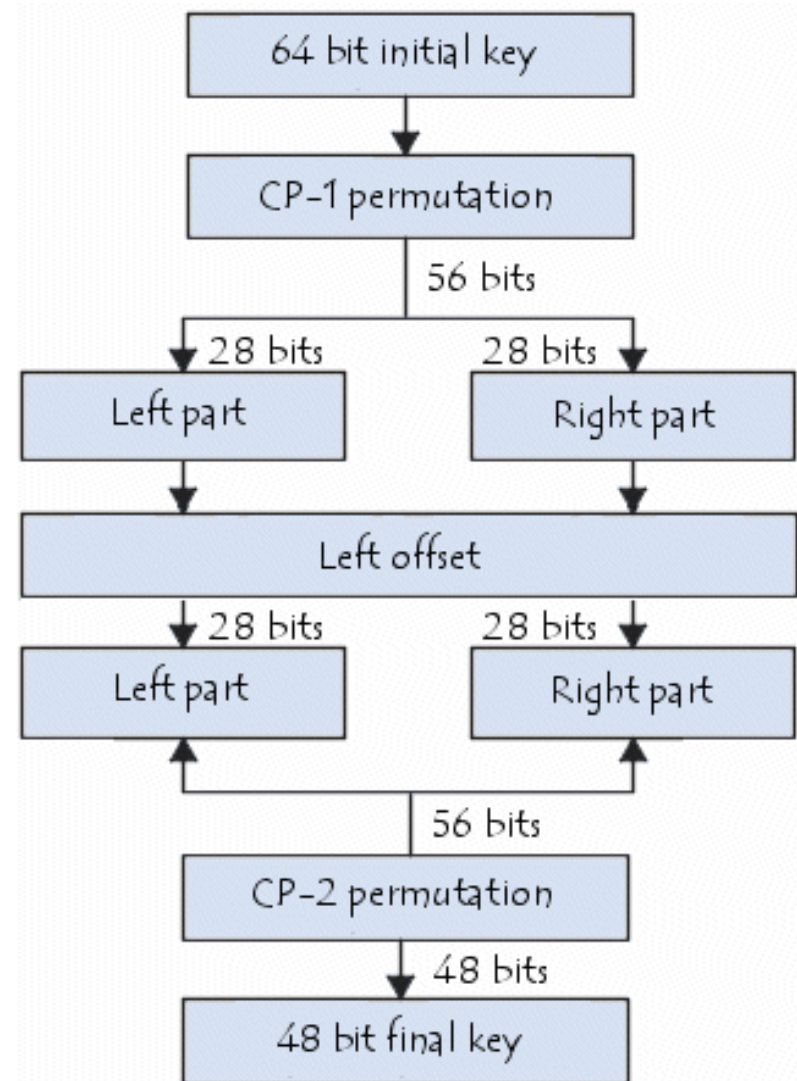 64 bit initial key
CP-1 permutation
56 bits
28 bits 28 bits
Left part Right part
Left offset
28 bits 28 bits
Left part Right part
56 bits
CP-2 permutation
48 bits
48 bit final key